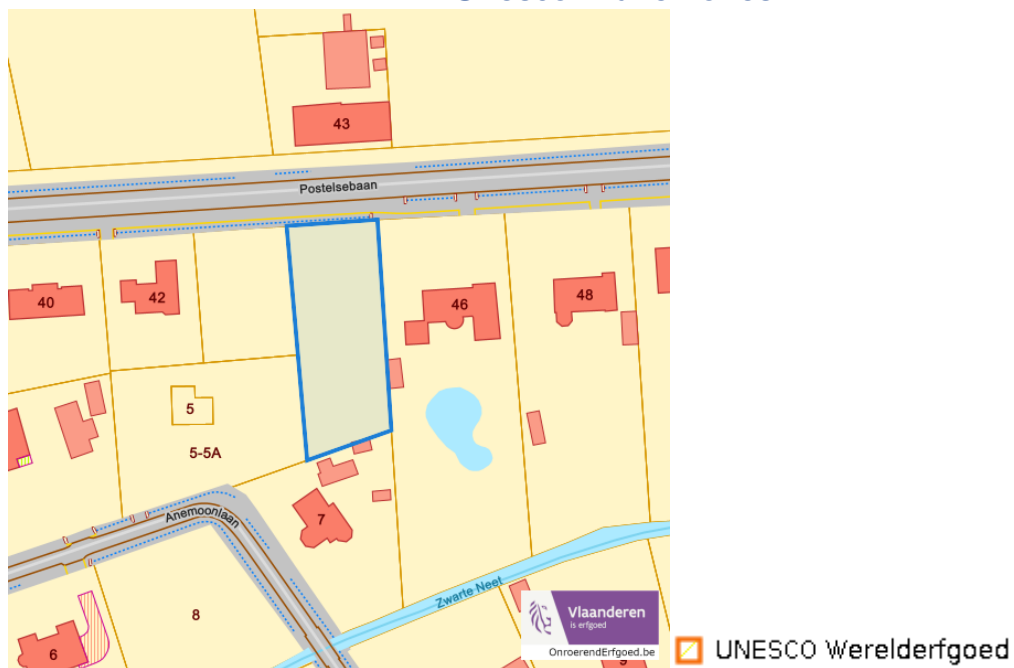 43
Postelsebaan
40
42
46
48
5
5-5A
7
Anemoonlaan
Zwarte Neet
8
6
9
Vlaanderen
is erfgoed
OnroerendErfgoed.be
UNESCO Werelderfgoed